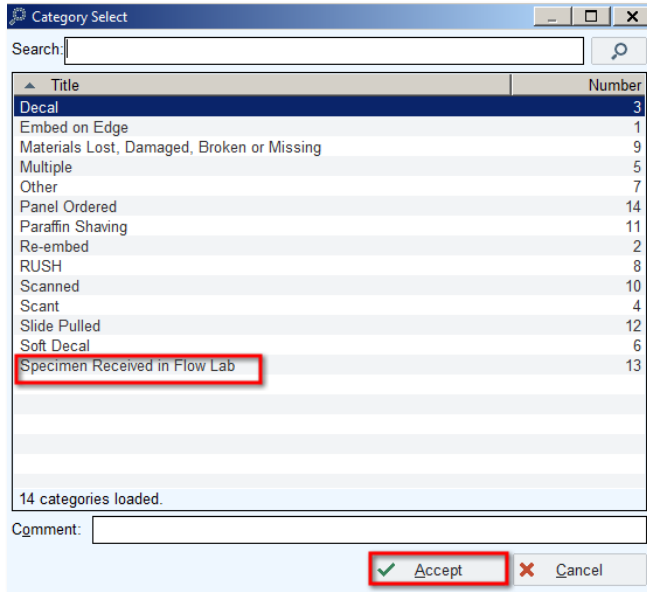 Category Select
Search:
Title Number
Decal 3
Embed on Edge 1
Materials Lost, Damaged, Broken or Missing 9
Multiple 5
Other 7
Panel Ordered 14
Paraffin Shaving 11
Re-embed 2
RUSH 8
Scanned 10
Scant 4
Slide Pulled 12
Soft Decal 6
Specimen Received in Flow Lab 13
14 categories loaded.
Comment:
Accept Cancel